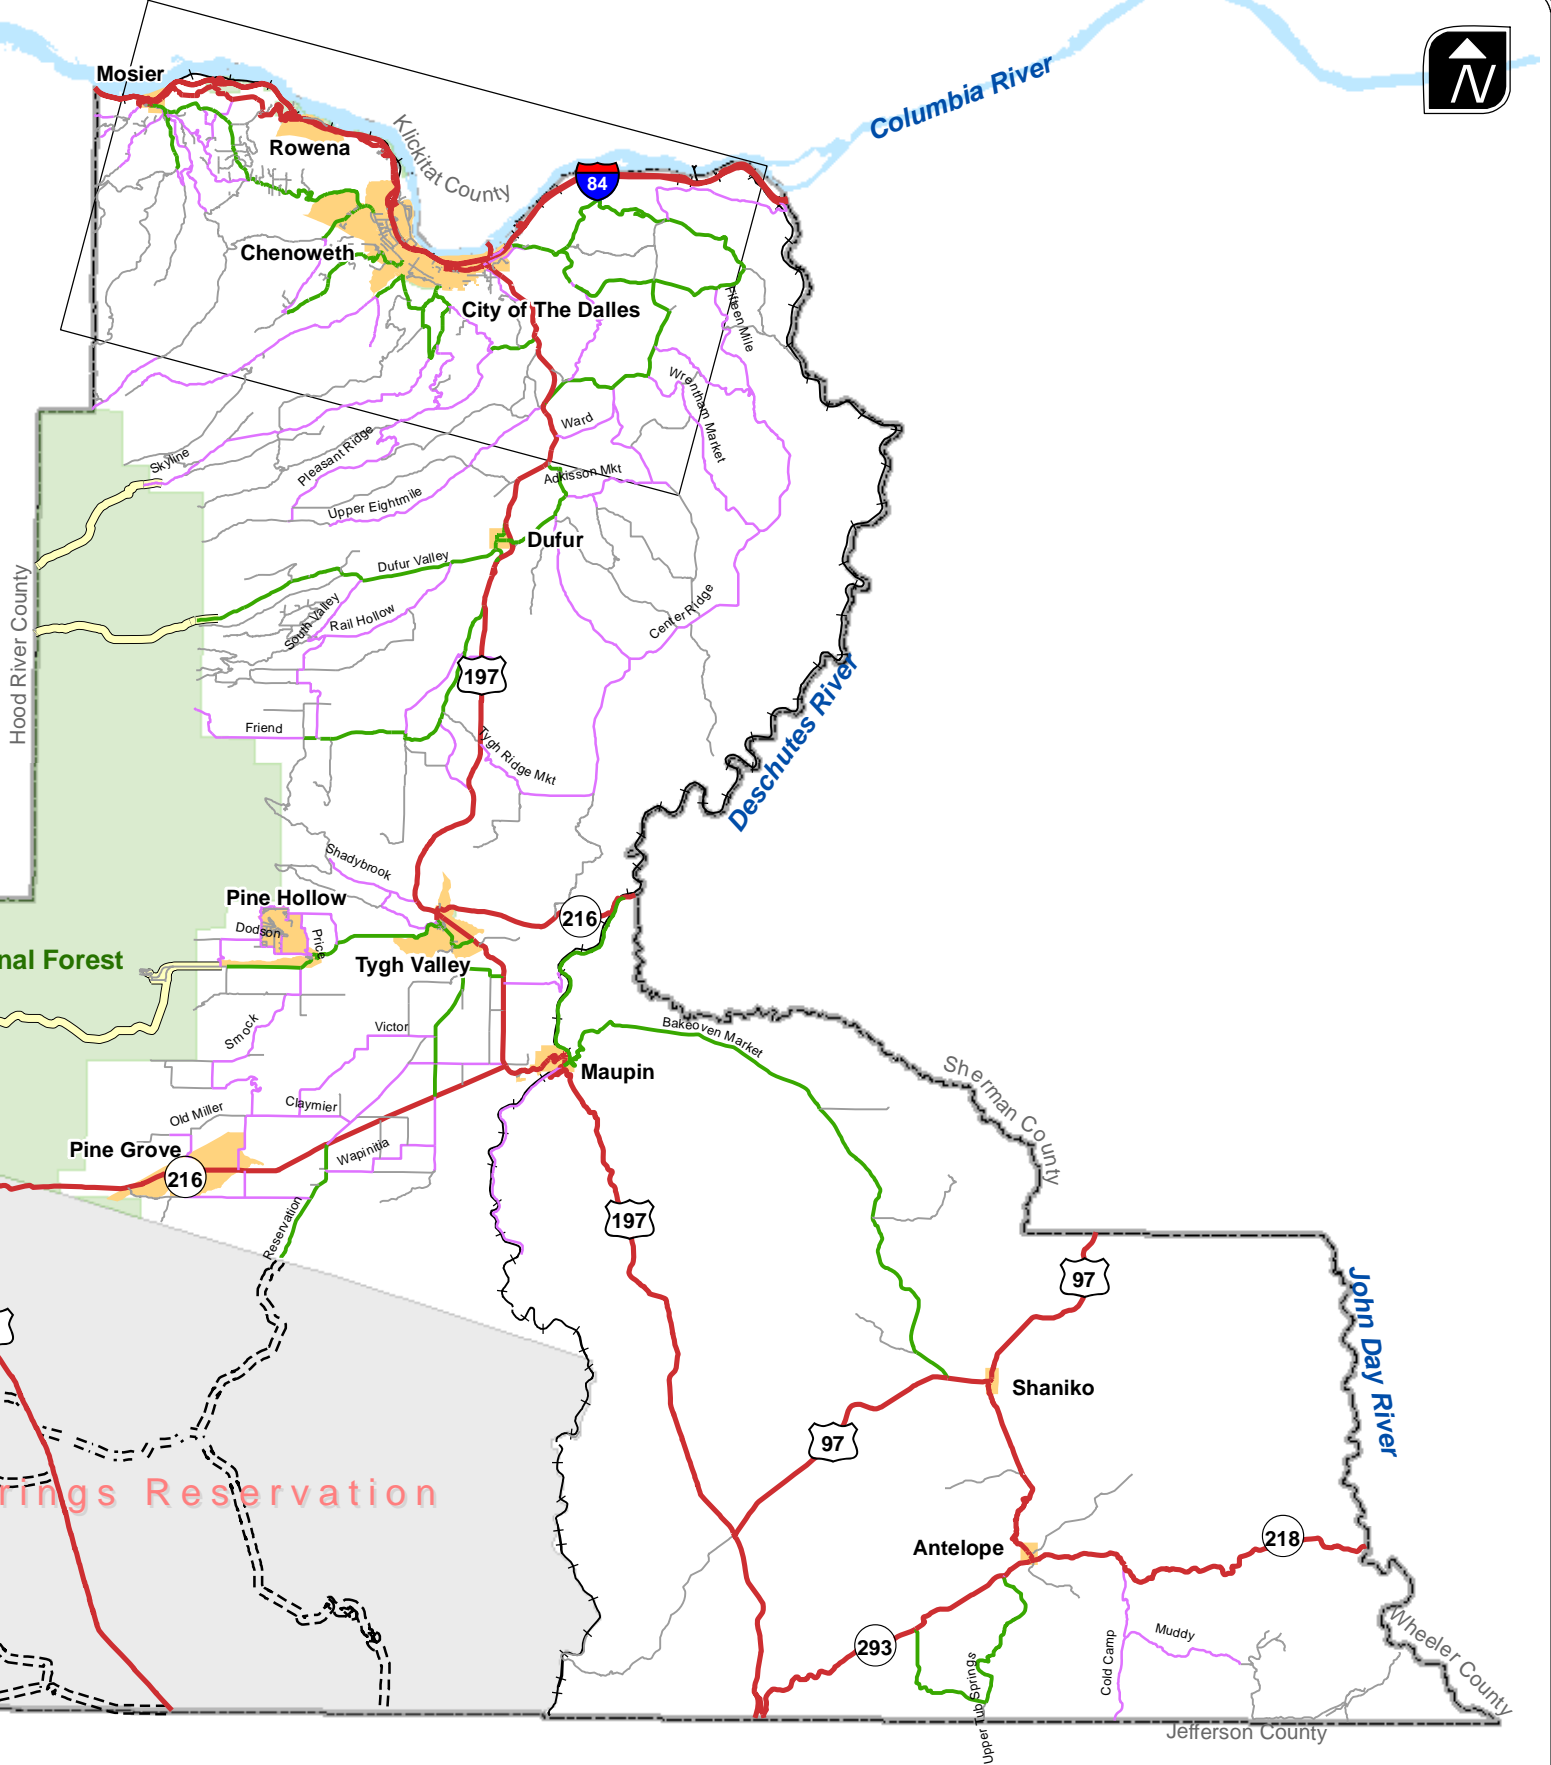 N
Mosier
Columbia River
Rowena
Klickitat County
84
Chenoweth
City of The Dalles
Fifteen Mile
Wrentham Market
Ward
Skyline
Pleasant Ridge
Adkisson Mkt
Upper Eightmile
Dufur
Dufur Valley
Hood River County
South Valley
Rail Hollow
Center Ridge
197
Deschutes River
Friend
Tygh Ridge Mkt
Shadybrook
Pine Hollow
216
Dodson
Price
nal Forest
Tygh Valley
Smock
Victor
Bakeoven Market
Maupin
Sherman County
Old Miller
Claymier
Pine Grove
Wapinitia
216
197
Reservation
97
John Day River
Shaniko
97
rings Reservation
218
Antelope
293
Upper Tub Springs
Cold Camp
Muddy
Wheeler County
Jefferson County